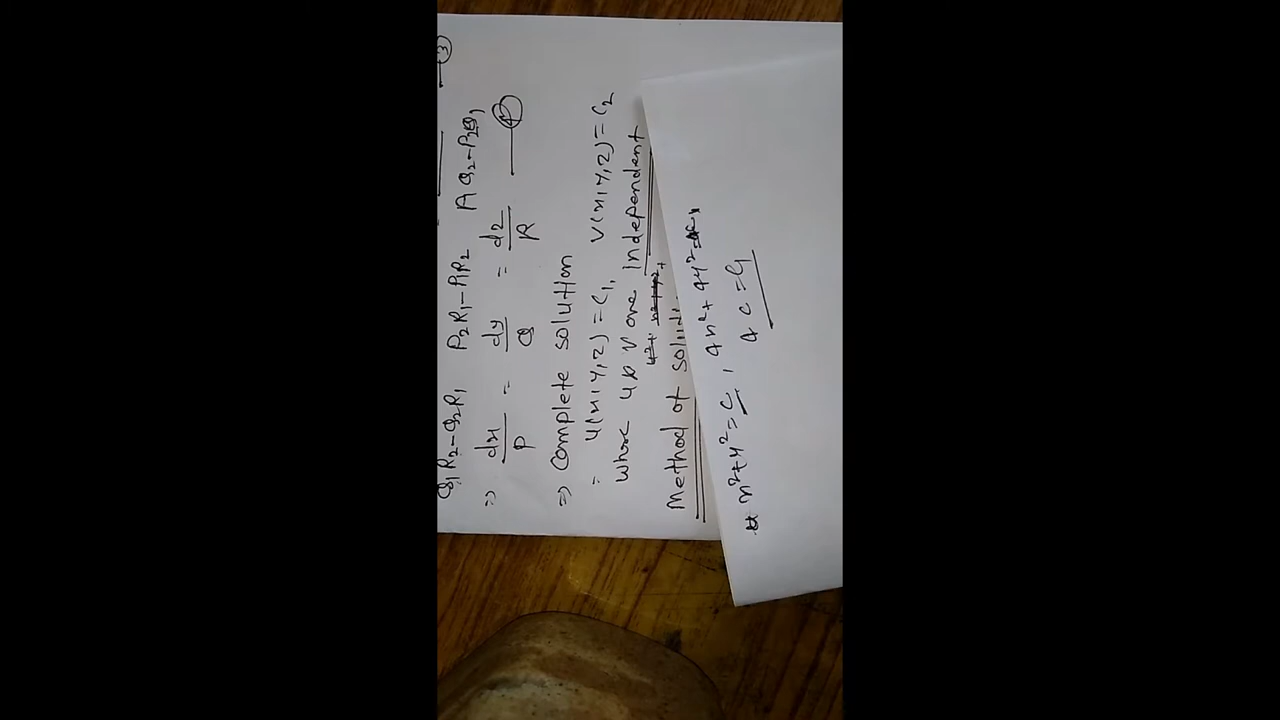 ③
Q₁R₂-Q₂R₁ P₂R₁-P₁R₂ P₁Q₂-P₂Q₁
⇒ dx/P = dy/Q = dz/R — ④
⇒ Complete solution
= u(x,y,z) = C₁, v(x,y,z) = C₂
where u & v are independent
Method of
x²+y² = c, 4x²+4y²
4c = C₁